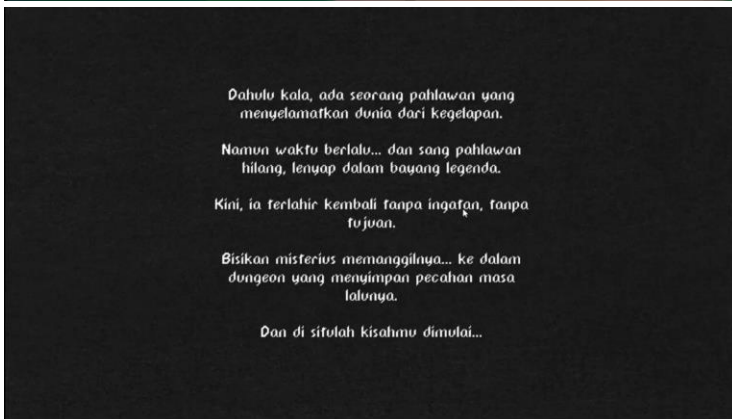 Dahulu kala, ada seorang pahlawan yang
menyelamatkan dunia dari kegelapan.
Namun waktu berlalu... dan sang pahlawan
hilang, lenyap dalam bayang legenda.
Kini, ia terlahir kembali tanpa ingatan, tanpa
tujuan.
Bisikan misterius memanggilnya... ke dalam
dungeon yang menyimpan pecahan masa
lalunya.
Dan di situlah kisahmu dimulai...